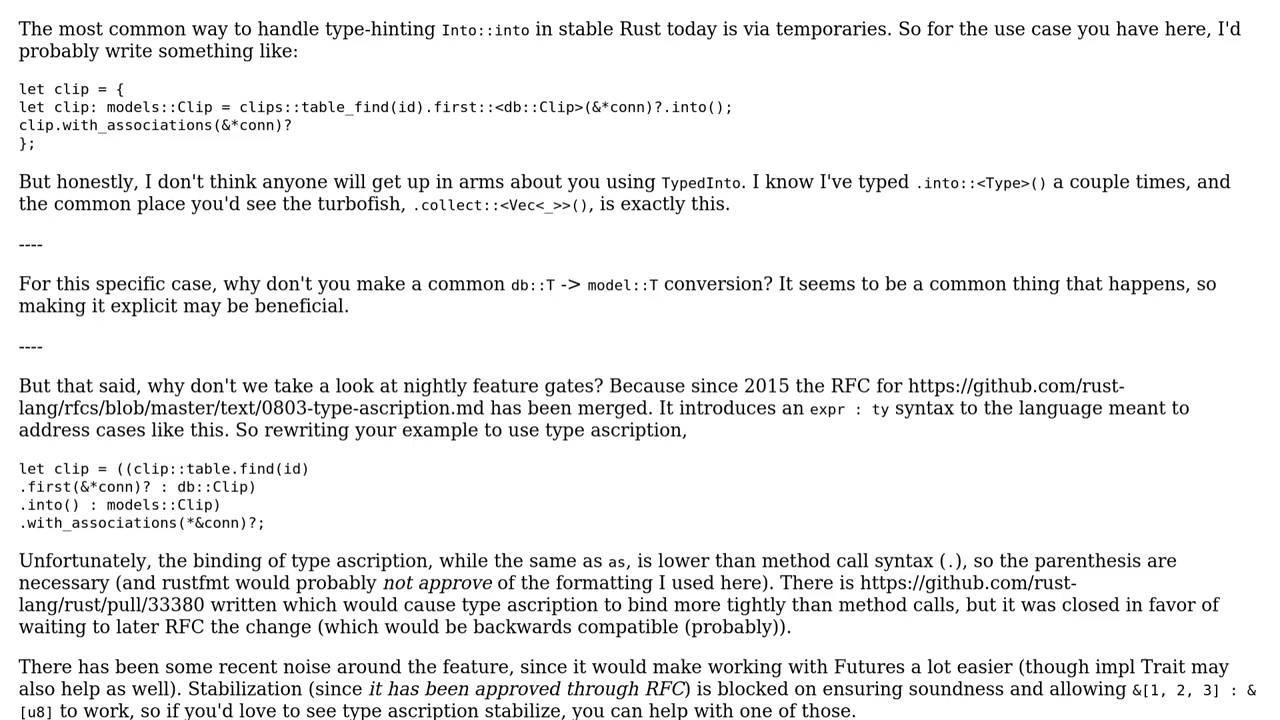 The most common way to handle type-hinting Into::into in stable Rust today is via temporaries. So for the use case you have here, I'd
probably write something like:
let clip = {
let clip: models::Clip = clips::table_find(id).first::<db::Clip>(&*conn)?.into();
clip.with_associations(&*conn)?
};
But honestly, I don't think anyone will get up in arms about you using TypedInto. I know I've typed .into::<Type>() a couple times, and
the common place you'd see the turbofish, .collect::<Vec<_>>(), is exactly this.
----
For this specific case, why don't you make a common db::T -> model::T conversion? It seems to be a common thing that happens, so
making it explicit may be beneficial.
----
But that said, why don't we take a look at nightly feature gates? Because since 2015 the RFC for https://github.com/rust-
lang/rfcs/blob/master/text/0803-type-ascription.md has been merged. It introduces an expr : ty syntax to the language meant to
address cases like this. So rewriting your example to use type ascription,
let clip = ((clip::table.find(id)
.first(&*conn)? : db::Clip)
.into() : models::Clip)
.with_associations(*&conn)?;
Unfortunately, the binding of type ascription, while the same as as, is lower than method call syntax (.), so the parenthesis are
necessary (and rustfmt would probably not approve of the formatting I used here). There is https://github.com/rust-
lang/rust/pull/33380 written which would cause type ascription to bind more tightly than method calls, but it was closed in favor of
waiting to later RFC the change (which would be backwards compatible (probably)).
There has been some recent noise around the feature, since it would make working with Futures a lot easier (though impl Trait may
also help as well). Stabilization (since it has been approved through RFC) is blocked on ensuring soundness and allowing &[1, 2, 3] : &
[u8] to work, so if you'd love to see type ascription stabilize, you can help with one of those.